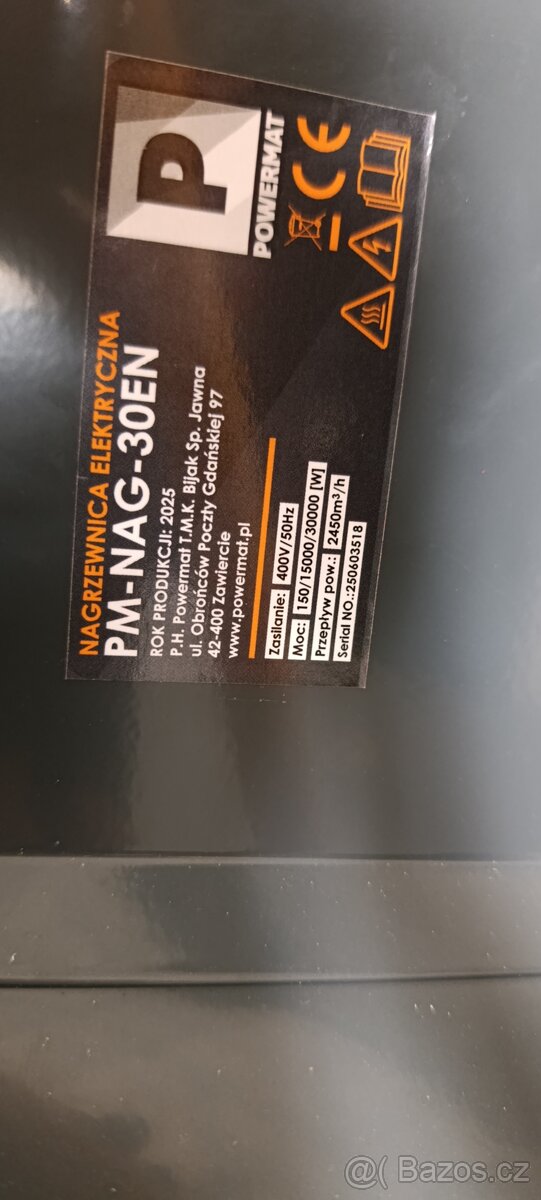 P
POWERMAT
CE
NAGRZEWNICA ELEKTRYCZNA
PM-NAG-30EN
ROK PRODUKCJI: 2025
P.H. Powermat T.M.K. Bijak Sp. Jawna
ul. Obrońców Poczty Gdańskiej 97
42-400 Zawiercie
www.powermat.pl
Zasilanie: 400V/50Hz
Moc: 150/15000/30000 [W]
Przepływ pow.: 2450m³/h
Serial NO.:250603518
@( Bazos.cz